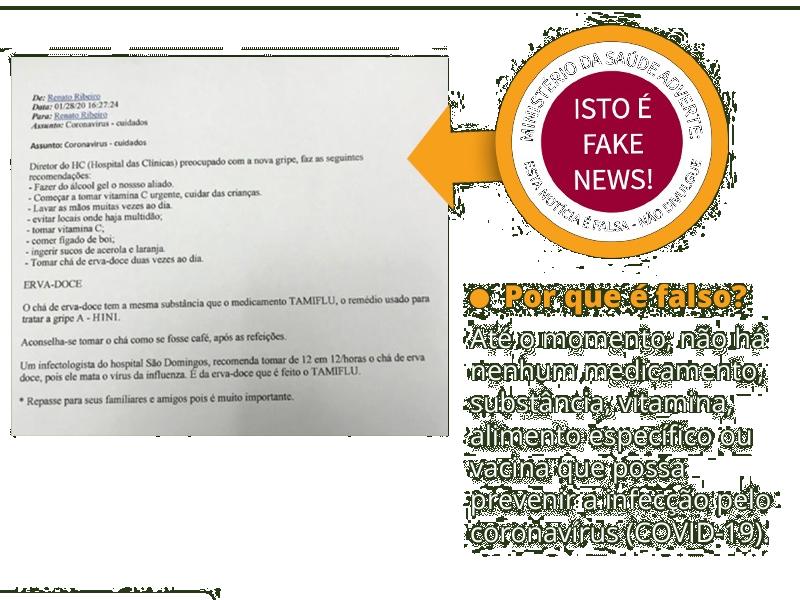 De: Renato Ribeiro
Data: 01/28/20 16:27:24
Para: Renato Ribeiro
Assunto: Coronavirus - cuidados
Assunto: Coronavirus - cuidados
Diretor do HC (Hospital das Clínicas) preocupado com a nova gripe, faz as seguintes
recomendações:
- Fazer do álcool gel o nossso aliado.
- Começar a tomar vitamina C urgente, cuidar das crianças.
- Lavar as mãos muitas vezes ao dia.
- evitar locais onde haja multidão;
- tomar vitamina C;
- comer fígado de boi;
- ingerir sucos de acerola e laranja.
- Tomar chá de erva-doce duas vezes ao dia.
ERVA-DOCE
O chá de erva-doce tem a mesma substância que o medicamento TAMIFLU, o remédio usado para
tratar a gripe A - H1N1.
Aconselha-se tomar o chá como se fosse café, após as refeições.
Um infectologista do hospital São Domingos, recomenda tomar de 12 em 12/horas o chá de erva
doce, pois ele mata o vírus da influenza. É da erva-doce que é feito o TAMIFLU.
* Repasse para seus familiares e amigos pois é muito importante.
MINISTÉRIO DA SAÚDE ADVERTE:
ISTO É
FAKE
NEWS!
ESTA NOTÍCIA É FALSA - NÃO DIVULGUE
● Por que é falso?
Até o momento, não há
nenhum medicamento,
substância, vitamina,
alimento específico ou
vacina que possa
prevenir a infecção pelo
coronavírus (COVID-19).